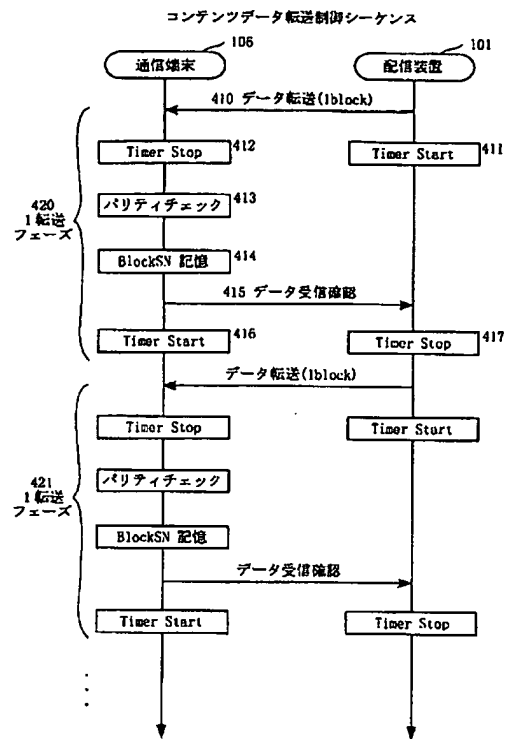 コンテンツデータ転送制御シーケンス
106
101
通信端末
配信装置
410 データ転送(1block)
Timer Stop
412
Timer Start
411
パリティチェック
413
420
1転送
フェーズ
BlockSN 記憶
414
415 データ受信確認
Timer Start
416
Timer Stop
417
データ転送(1block)
Timer Stop
Timer Start
パリティチェック
421
1転送
フェーズ
BlockSN 記憶
データ受信確認
Timer Start
Timer Stop